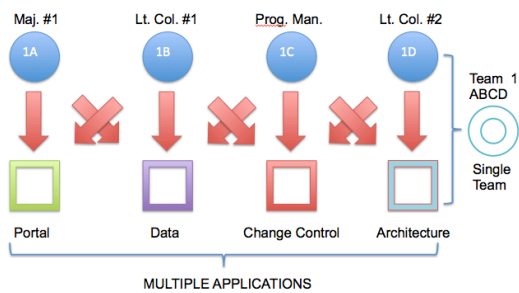 Maj. #1
Lt. Col. #1
Prog. Man.
Lt. Col. #2
1A
1B
1C
1D
Team 1
ABCD
Single
Team
Portal
Data
Change Control
Architecture
MULTIPLE APPLICATIONS